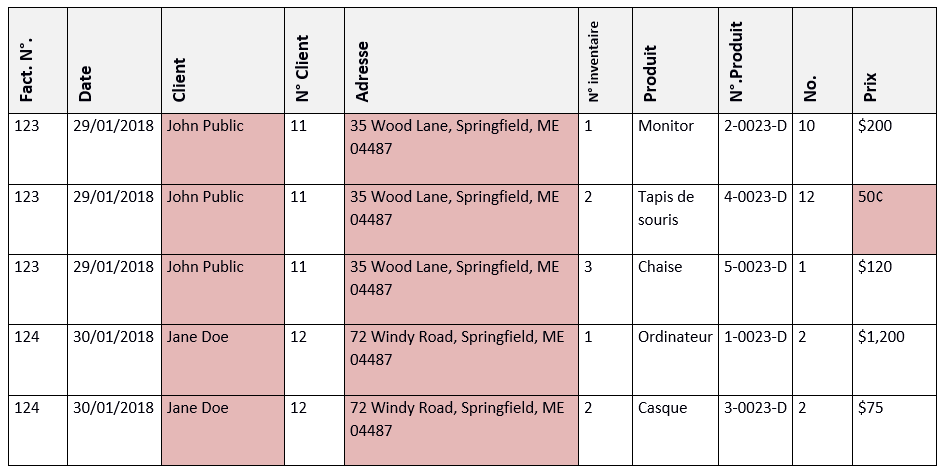 Fact. N°. Date Client N° Client Adresse N° inventaire Produit N°.Produit No. Prix
123 29/01/2018 John Public 11 35 Wood Lane, Springfield, ME 1 Monitor 2-0023-D 10 $200
04487
123 29/01/2018 John Public 11 35 Wood Lane, Springfield, ME 2 Tapis de 4-0023-D 12 50¢
04487 souris
123 29/01/2018 John Public 11 35 Wood Lane, Springfield, ME 3 Chaise 5-0023-D 1 $120
04487
124 30/01/2018 Jane Doe 12 72 Windy Road, Springfield, ME 1 Ordinateur 1-0023-D 2 $1,200
04487
124 30/01/2018 Jane Doe 12 72 Windy Road, Springfield, ME 2 Casque 3-0023-D 2 $75
04487